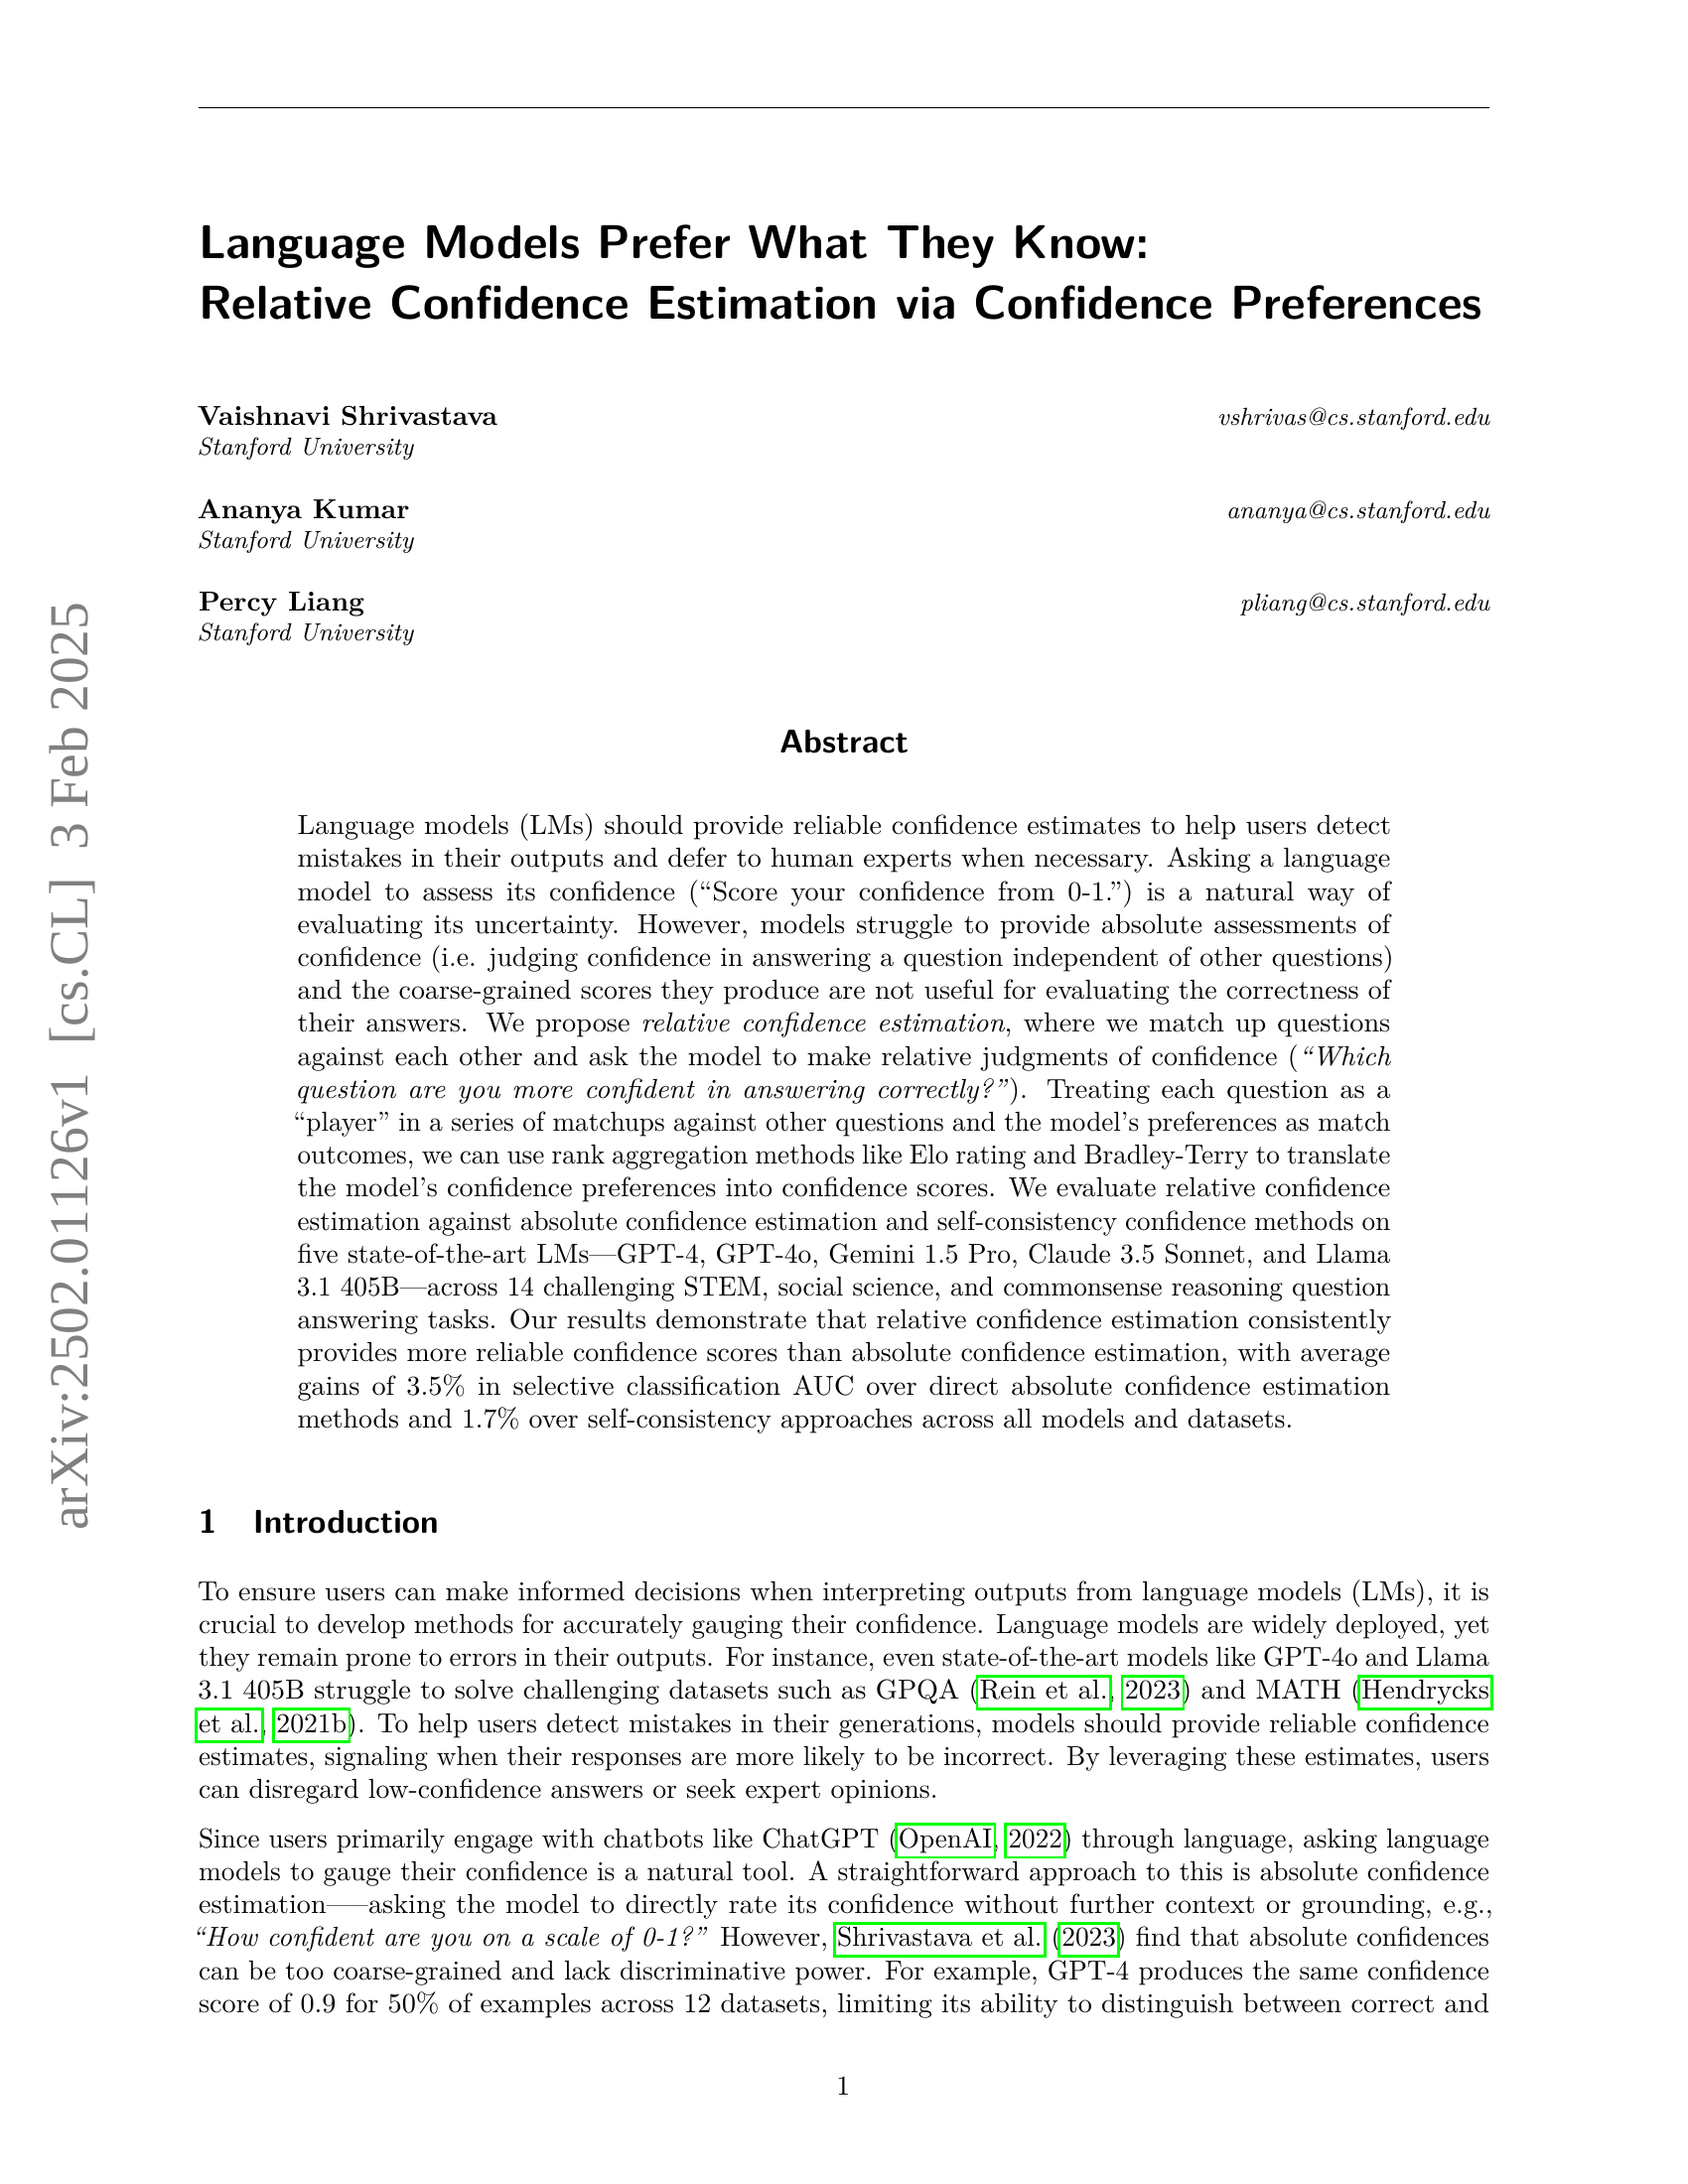 Language Models Prefer What They Know:
Relative Confidence Estimation via Confidence Preferences
Vaishnavi Shrivastava vshrivas@cs.stanford.edu
Stanford University
Ananya Kumar ananya@cs.stanford.edu
Stanford University
Percy Liang pliang@cs.stanford.edu
Stanford University
arXiv:2502.01126v1 [cs.CL] 3 Feb 2025
Abstract
Language models (LMs) should provide reliable confidence estimates to help users detect
mistakes in their outputs and defer to human experts when necessary. Asking a language
model to assess its confidence (“Score your confidence from 0-1.”) is a natural way of
evaluating its uncertainty. However, models struggle to provide absolute assessments of
confidence (i.e. judging confidence in answering a question independent of other questions)
and the coarse-grained scores they produce are not useful for evaluating the correctness of
their answers. We propose relative confidence estimation, where we match up questions
against each other and ask the model to make relative judgments of confidence (“Which
question are you more confident in answering correctly?”). Treating each question as a
“player” in a series of matchups against other questions and the model’s preferences as match
outcomes, we can use rank aggregation methods like Elo rating and Bradley-Terry to translate
the model’s confidence preferences into confidence scores. We evaluate relative confidence
estimation against absolute confidence estimation and self-consistency confidence methods on
five state-of-the-art LMs—GPT-4, GPT-4o, Gemini 1.5 Pro, Claude 3.5 Sonnet, and Llama
3.1 405B—across 14 challenging STEM, social science, and commonsense reasoning question
answering tasks. Our results demonstrate that relative confidence estimation consistently
provides more reliable confidence scores than absolute confidence estimation, with average
gains of 3.5% in selective classification AUC over direct absolute confidence estimation
methods and 1.7% over self-consistency approaches across all models and datasets.
1 Introduction
To ensure users can make informed decisions when interpreting outputs from language models (LMs), it is
crucial to develop methods for accurately gauging their confidence. Language models are widely deployed, yet
they remain prone to errors in their outputs. For instance, even state-of-the-art models like GPT-4o and Llama
3.1 405B struggle to solve challenging datasets such as GPQA (Rein et al., 2023) and MATH (Hendrycks
et al., 2021b). To help users detect mistakes in their generations, models should provide reliable confidence
estimates, signaling when their responses are more likely to be incorrect. By leveraging these estimates, users
can disregard low-confidence answers or seek expert opinions.
Since users primarily engage with chatbots like ChatGPT (OpenAI, 2022) through language, asking language
models to gauge their confidence is a natural tool. A straightforward approach to this is absolute confidence
estimation——asking the model to directly rate its confidence without further context or grounding, e.g.,
“How confident are you on a scale of 0-1?” However, Shrivastava et al. (2023) find that absolute confidences
can be too coarse-grained and lack discriminative power. For example, GPT-4 produces the same confidence
score of 0.9 for 50% of examples across 12 datasets, limiting its ability to distinguish between correct and
1